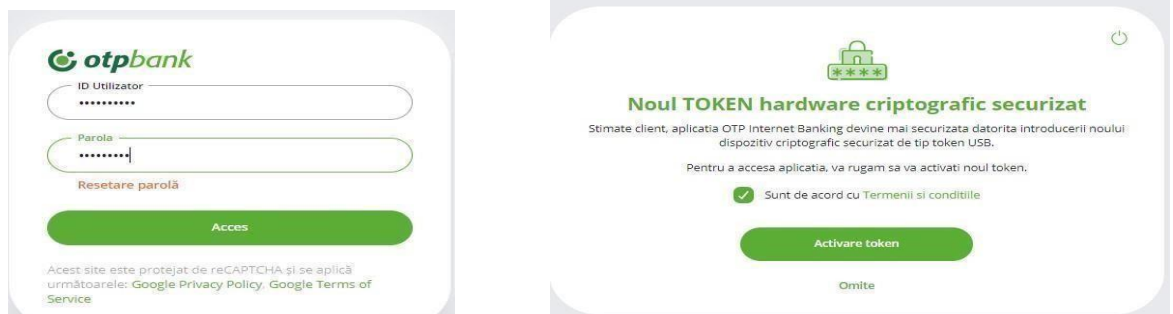 otpbank
ID Utilizator
••••••••••
Parola
•••••••••
Resetare parolă
Acces
Acest site este protejat de reCAPTCHA și se aplică
următoarele: Google Privacy Policy, Google Terms of
Service
****
Noul TOKEN hardware criptografic securizat
Stimate client, aplicatia OTP Internet Banking devine mai securizata datorita introducerii noului
dispozitiv criptografic securizat de tip token USB.
Pentru a accesa aplicatia, va rugam sa va activati noul token.
Sunt de acord cu Termenii si conditiile
Activare token
Omite